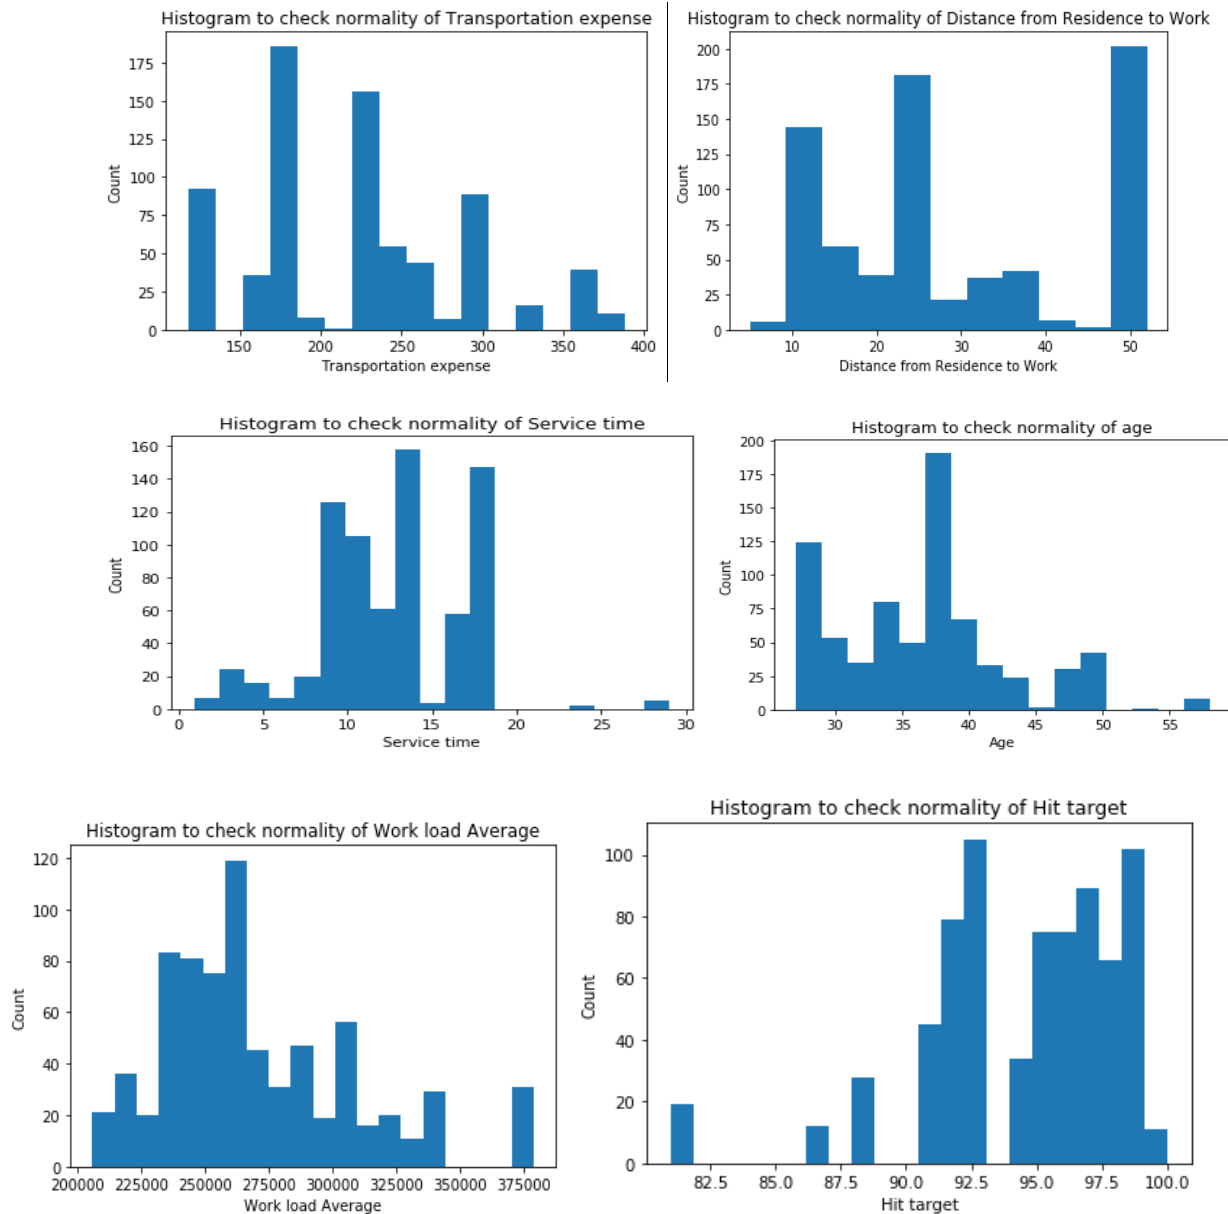 Histogram to check normality of Transportation expense
175
150
125
100
75
50
25
0
Count
150 200 250 300 350 400
Transportation expense
Histogram to check normality of Distance from Residence to Work
200
175
150
125
100
75
50
25
0
Count
10 20 30 40 50
Distance from Residence to Work
Histogram to check normality of Service time
160
140
120
100
80
60
40
20
0
Count
0 5 10 15 20 25 30
Service time
Histogram to check normality of age
200
175
150
125
100
75
50
25
0
Count
30 35 40 45 50 55
Age
Histogram to check normality of Work load Average
120
100
80
60
40
20
0
Count
200000 225000 250000 275000 300000 325000 350000 375000
Work load Average
Histogram to check normality of Hit target
100
80
60
40
20
0
Count
82.5 85.0 87.5 90.0 92.5 95.0 97.5 100.0
Hit target